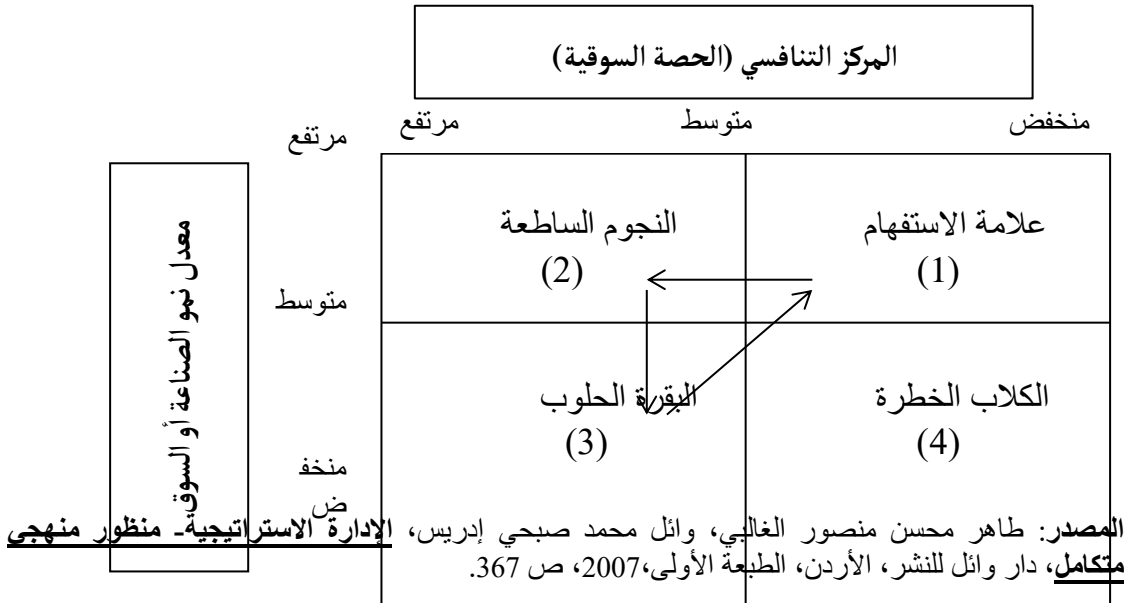 المركز التنافسي (الحصة السوقية)
مرتفع متوسط منخفض
مرتفع
متوسط
منخف
ض
معدل نمو الصناعة أو السوق
علامة الاستفهام
(1)
النجوم الساطعة
(2)
البقرة الحلوب
(3)
الكلاب الخطرة
(4)
المصدر: طاهر محسن منصور الغالبي، وائل محمد صبحي إدريس، الإدارة الاستراتيجية- منظور منهجي
متكامل، دار وائل للنشر، الأردن، الطبعة الأولى،2007، ص 367.